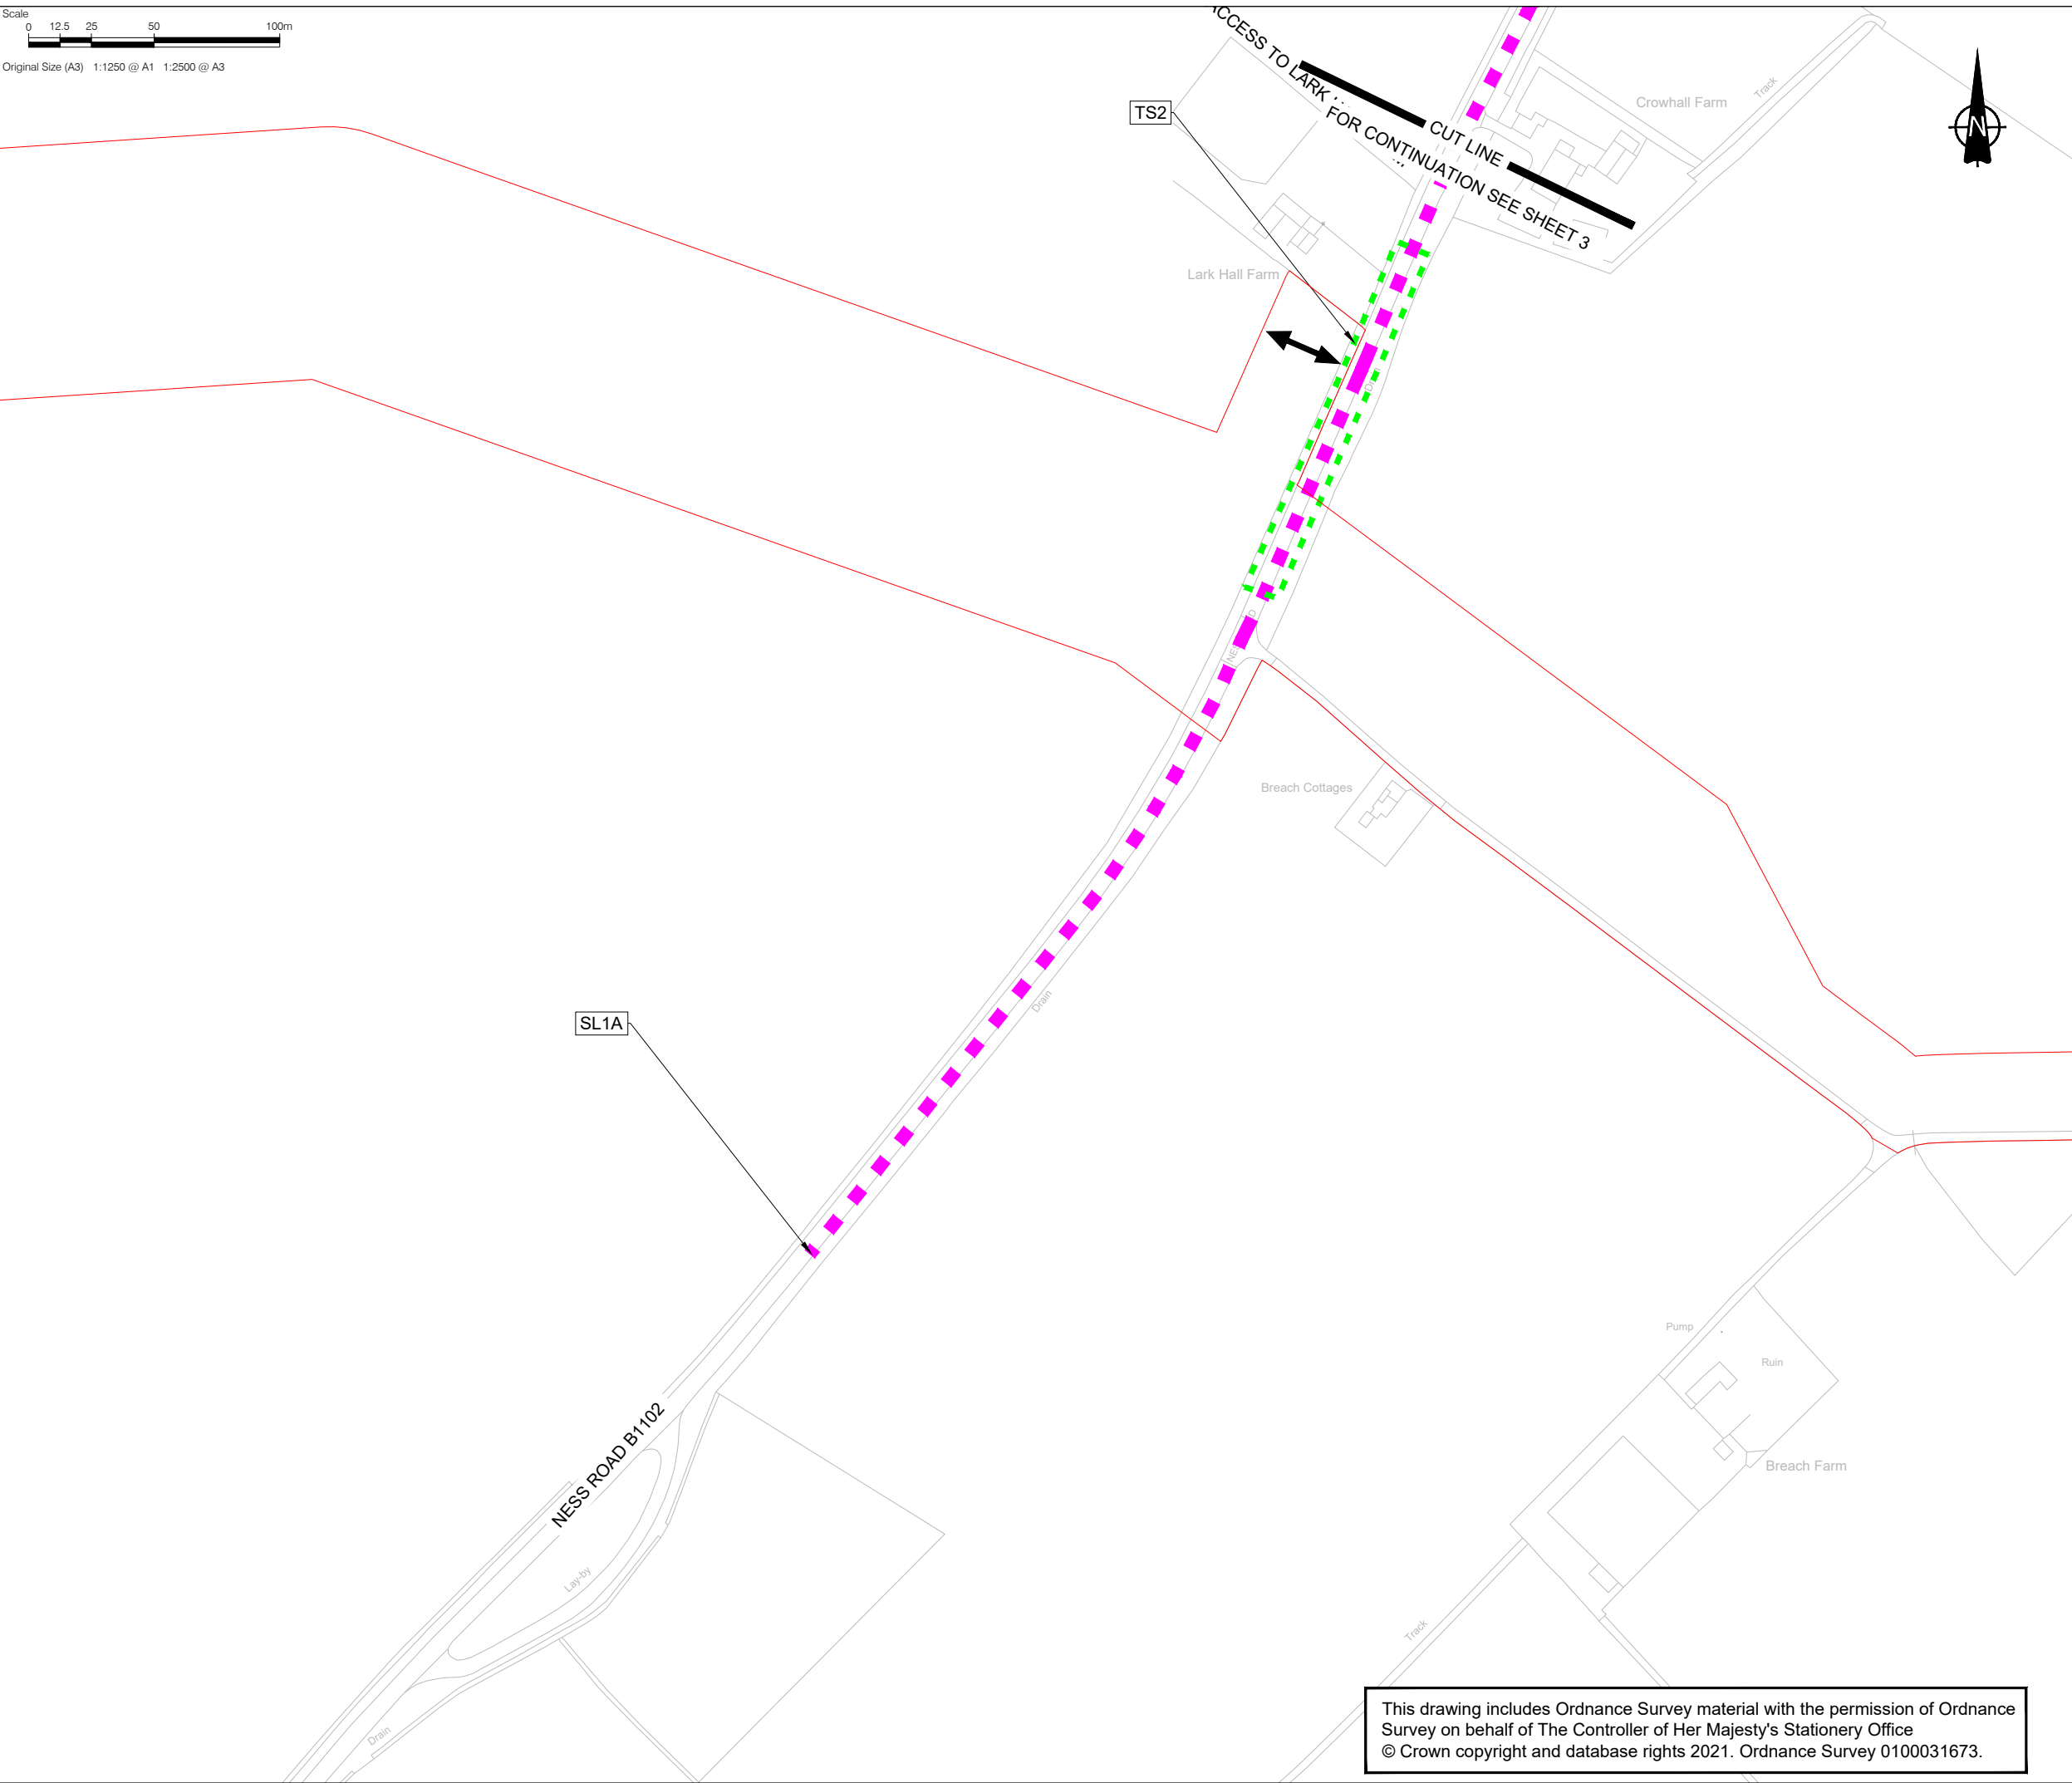 Scale
0 12.5 25 50 100m
Original Size (A3) 1:1250 @ A1 1:2500 @ A3
ACCESS TO LARK
CUT LINE
FOR CONTINUATION SEE SHEET 3
TS2
Crowhall Farm
Track
N
Lark Hall Farm
Drain
Breach Cottages
Drain
SL1A
Pump
Ruin
NESS ROAD B1102
Breach Farm
Lay-by
Track
Drain
This drawing includes Ordnance Survey material with the permission of Ordnance
Survey on behalf of The Controller of Her Majesty's Stationery Office
© Crown copyright and database rights 2021. Ordnance Survey 0100031673.